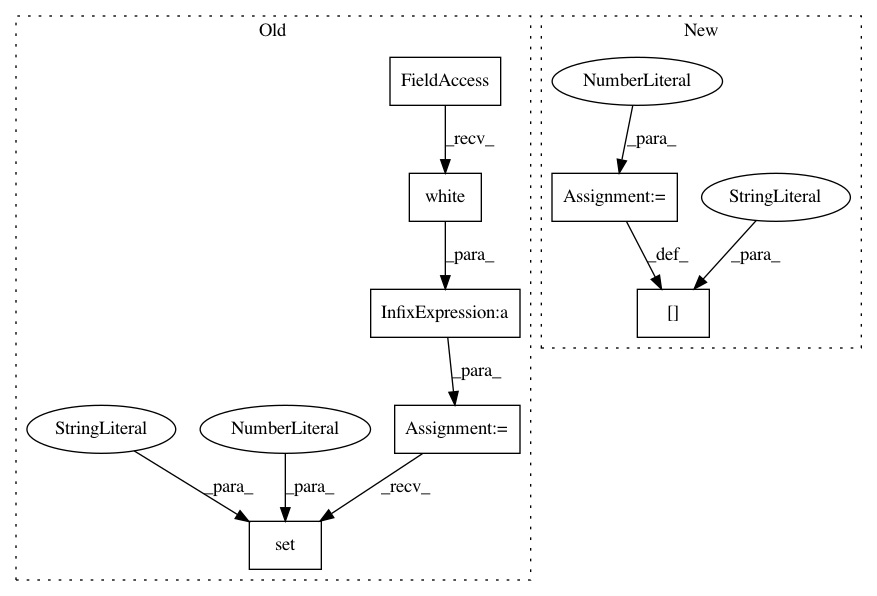 Old
New
FieldAccess
NumberLiteral
_recv_
_para_
white
Assignment:=
StringLiteral
_para_
_def_
_para_
InfixExpression:a
[]
_para_
StringLiteral
NumberLiteral
Assignment:=
_para_
_para_
_recv_
set